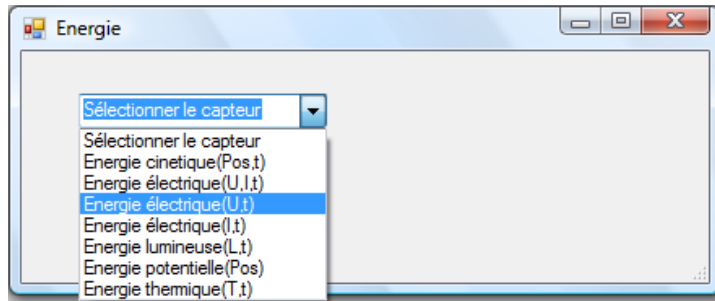 Energie
Sélectionner le capteur
Sélectionner le capteur
Energie cinetique(Pos,t)
Energie électrique(U,I,t)
Energie électrique(U,t)
Energie électrique(I,t)
Energie lumineuse(L,t)
Energie potentielle(Pos)
Energie thermique(T,t)